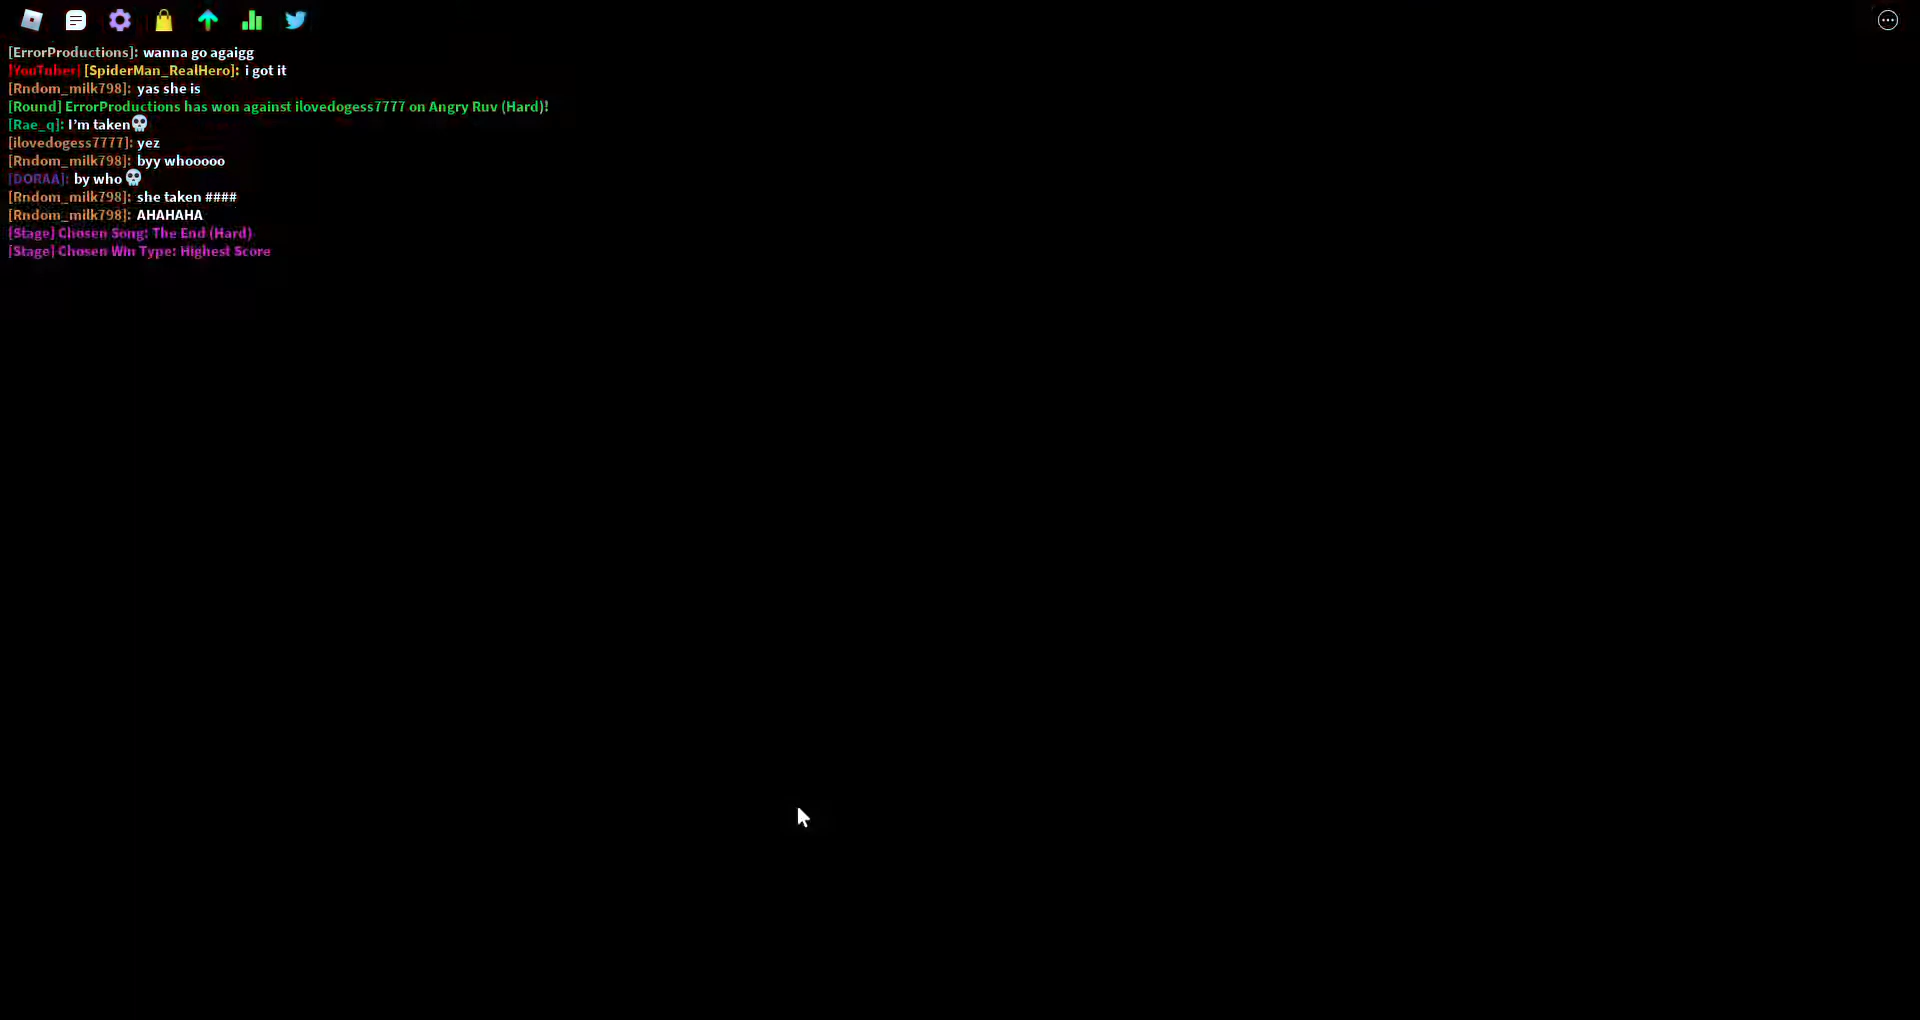 [ErrorProductions]: wanna go agaigg
[YouTuber] [SpiderMan_RealHero]: i got it
[Rndom_milk798]: yas she is
[Round] ErrorProductions has won against ilovedogess7777 on Angry Ruv (Hard)!
[Rae_q]: I'm taken💀
[ilovedogess7777]: yez
[Rndom_milk798]: byy whooooo
[DORAA]: by who 💀
[Rndom_milk798]: she taken ####
[Rndom_milk798]: AHAHAHA
[Stage] Chosen Song: The End (Hard)
[Stage] Chosen Win Type: Highest Score